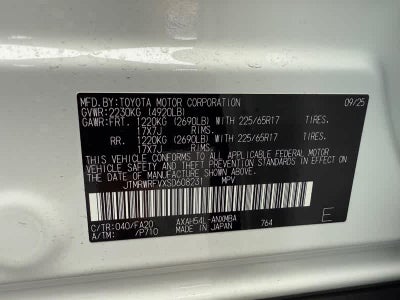 MFD. BY: TOYOTA MOTOR CORPORATION 09/25
GVWR: 2230KG (4920LB)
GAWR: FRT. 1220KG (2690LB) WITH 225/65R17 TIRES.
17X7J RIMS.
RR. 1220KG (2690LB) WITH 225/65R17 TIRES.
17X7J RIMS.
THIS VEHICLE CONFORMS TO ALL APPLICABLE FEDERAL MOTOR
VEHICLE SAFETY AND THEFT PREVENTION STANDARDS IN EFFECT
ON THE DATE OF MANUFACTURE SHOWN ABOVE.
JTMRWRFVXSD608231 MPV
C/TR: 040/FA20 AXAH54L-ANXMBA 764 E
A/TM: /P710 MADE IN JAPAN